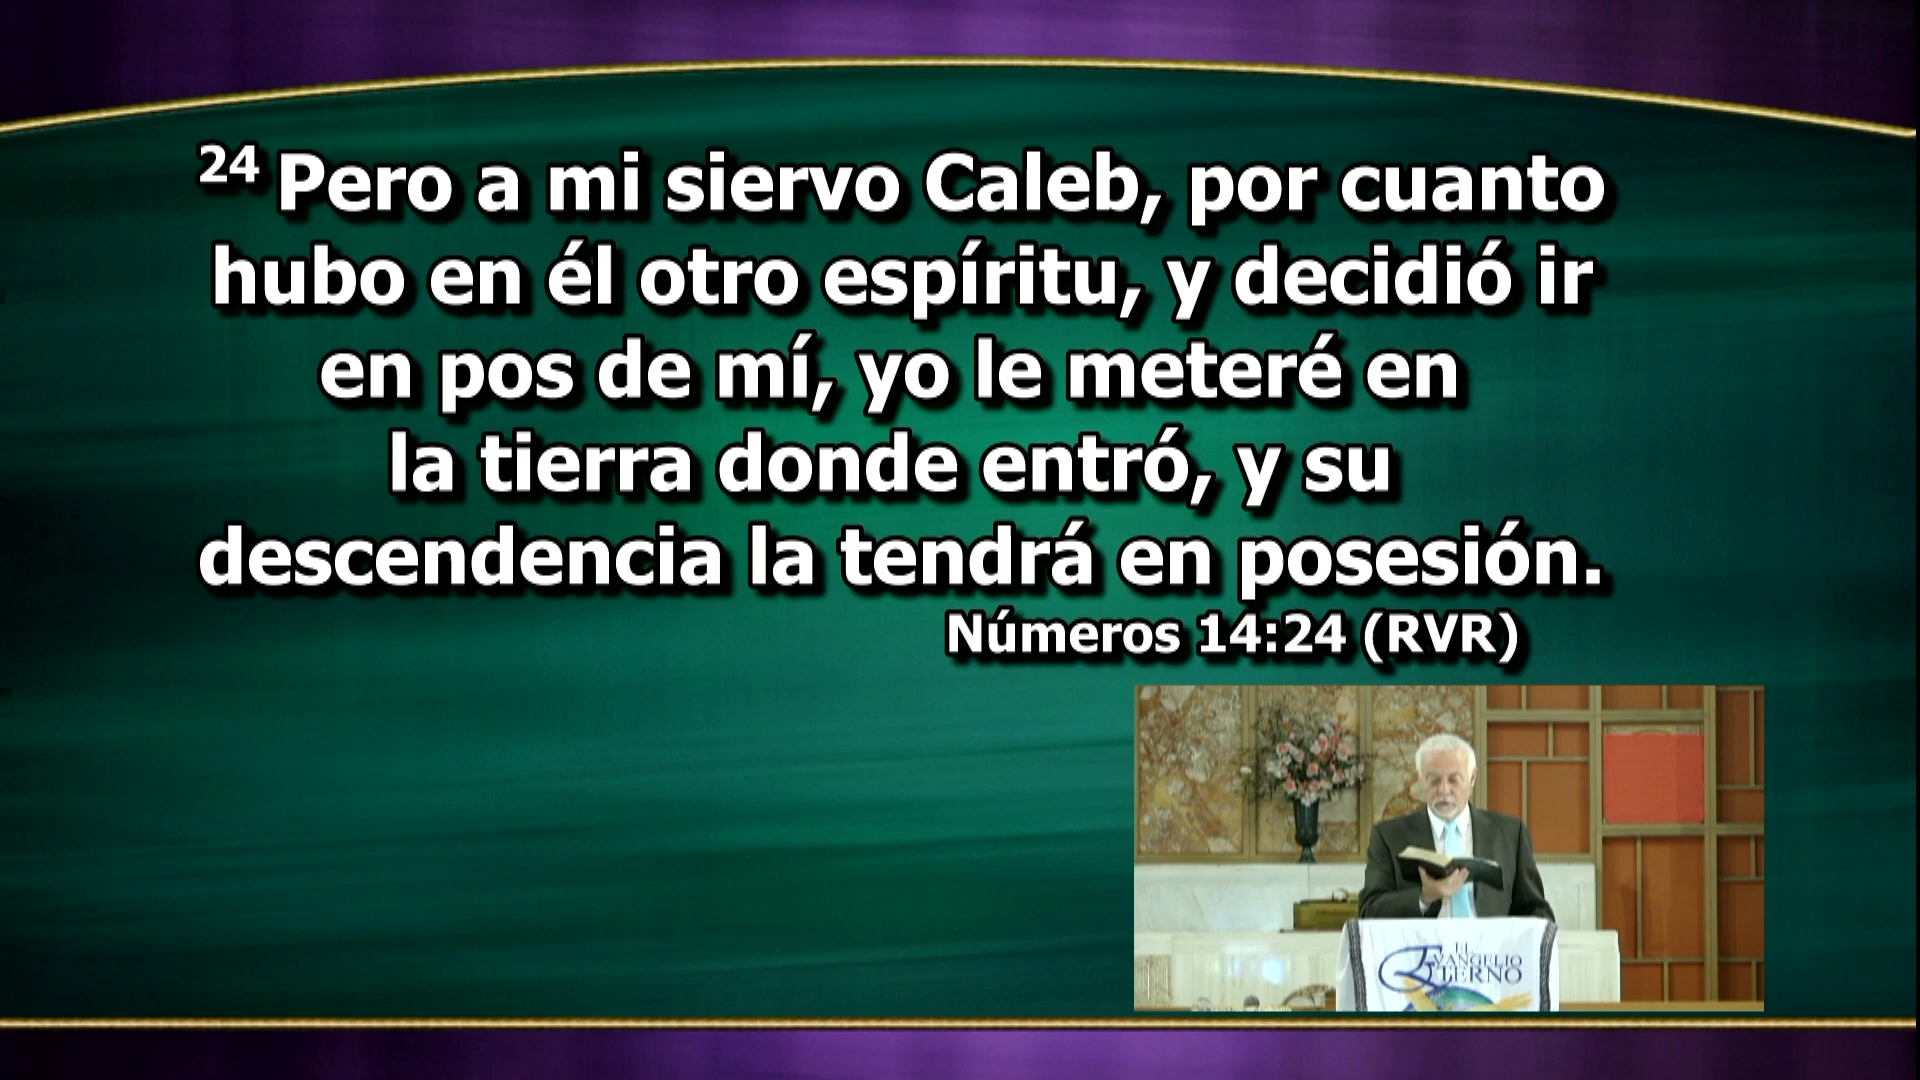 24 Pero a mi siervo Caleb, por cuanto
hubo en él otro espíritu, y decidió ir
en pos de mí, yo le meteré en
la tierra donde entró, y su
descendencia la tendrá en posesión.
Números 14:24 (RVR)
EL
EVANGELIO
ETERNO